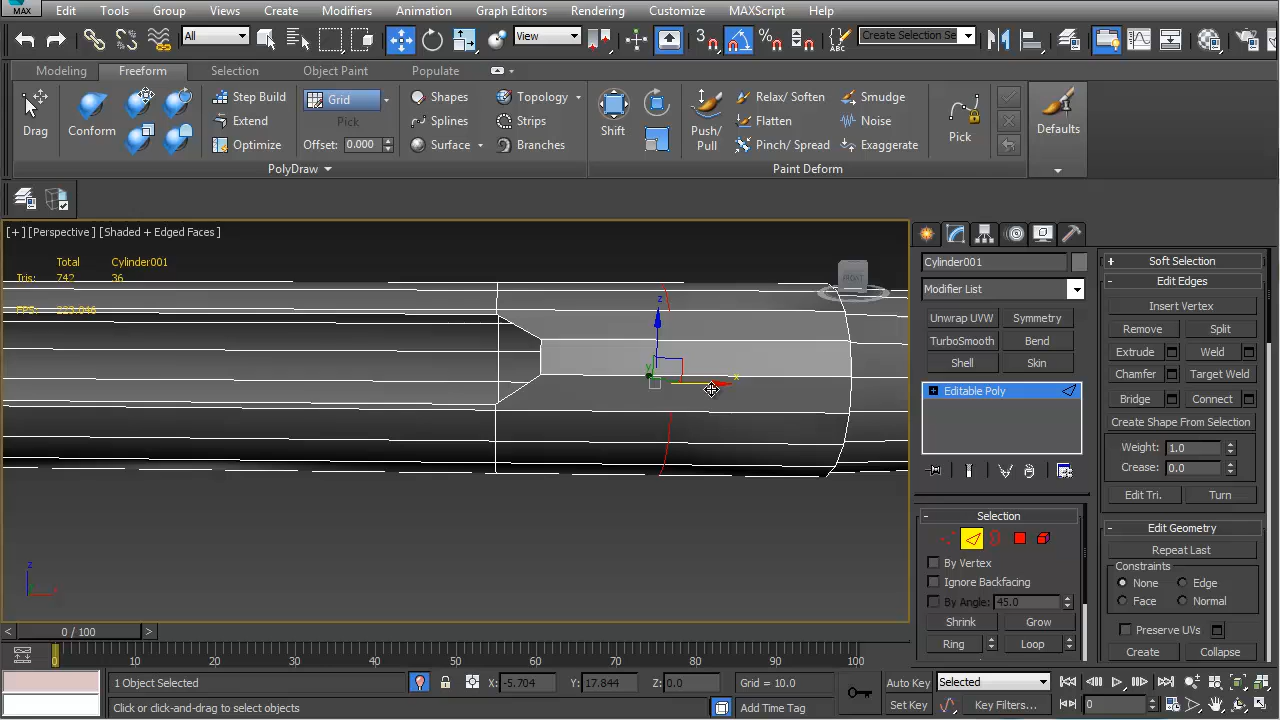 MAX Edit Tools Group Views Create Modifiers Animation Graph Editors Rendering Customize MAXScript Help
All View 3 % ABC Create Selection Se
Modeling Freeform Selection Object Paint Populate
Drag Conform Step Build Extend Optimize Grid Pick Offset: 0.000 Shapes Splines Surface Topology Strips Branches Shift Push/ Pull Relax/ Soften Flatten Pinch/ Spread Smudge Noise Exaggerate Pick Defaults
PolyDraw Paint Deform
[+] [Perspective ] [Shaded + Edged Faces ]
Total Cylinder001
Tris: 742 36
FPS: 223.046
FRONT
z
y x
z
x
Cylinder001
Modifier List
Unwrap UVW Symmetry
TurboSmooth Bend
Shell Skin
Editable Poly
- Selection
By Vertex
Ignore Backfacing
By Angle: 45.0
Shrink Grow
Ring Loop
+ Soft Selection
- Edit Edges
Insert Vertex
Remove Split
Extrude Weld
Chamfer Target Weld
Bridge Connect
Create Shape From Selection
Weight: 1.0
Crease: 0.0
Edit Tri. Turn
- Edit Geometry
Repeat Last
Constraints
None Edge
Face Normal
Preserve UVs
Create Collapse
< 0 / 100 >
0 10 20 30 40 50 60 70 80 90 100
1 Object Selected X: -5.704 Y: 17.844 Z: 0.0 Grid = 10.0 Auto Key Selected
Click or click-and-drag to select objects Add Time Tag Set Key Key Filters... 0